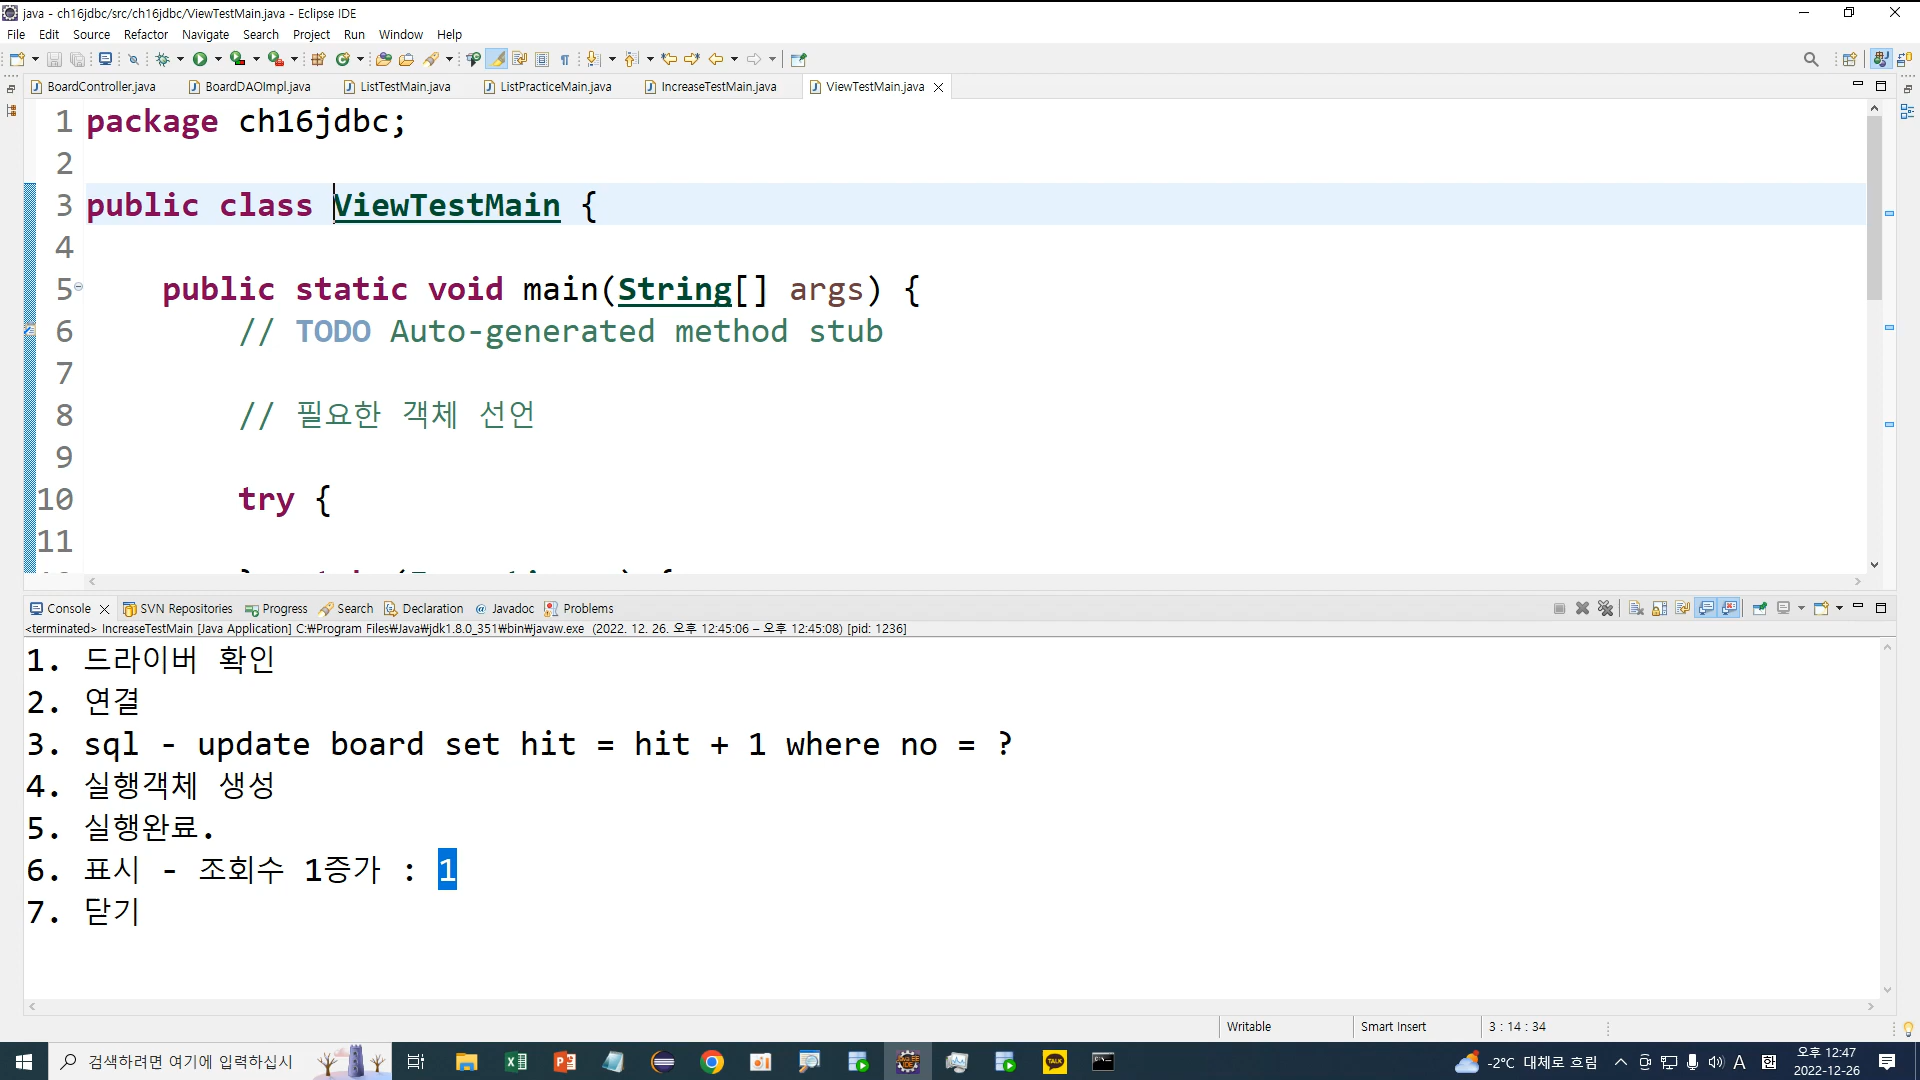 java - ch16jdbc/src/ch16jdbc/ViewTestMain.java - Eclipse IDE
File Edit Source Refactor Navigate Search Project Run Window Help
BoardController.java BoardDAOImpl.java ListTestMain.java ListPracticeMain.java IncreaseTestMain.java ViewTestMain.java
1 package ch16jdbc;
2
3 public class ViewTestMain {
4
5 public static void main(String[] args) {
6 // TODO Auto-generated method stub
7
8 // 필요한 객체 선언
9
10 try {
11
Console SVN Repositories Progress Search Declaration @ Javadoc Problems
<terminated> IncreaseTestMain [Java Application] C:￦Program Files￦Java￦jdk1.8.0_351￦bin￦javaw.exe (2022. 12. 26. 오후 12:45:06 – 오후 12:45:08) [pid: 1236]
1. 드라이버 확인
2. 연결
3. sql - update board set hit = hit + 1 where no = ?
4. 실행객체 생성
5. 실행완료.
6. 표시 - 조회수 1증가 : 1
7. 닫기
Writable Smart Insert 3 : 14 : 34
검색하려면 여기에 입력하십시 TALK -2°C 대체로 흐림 A 오후 12:47
2022-12-26